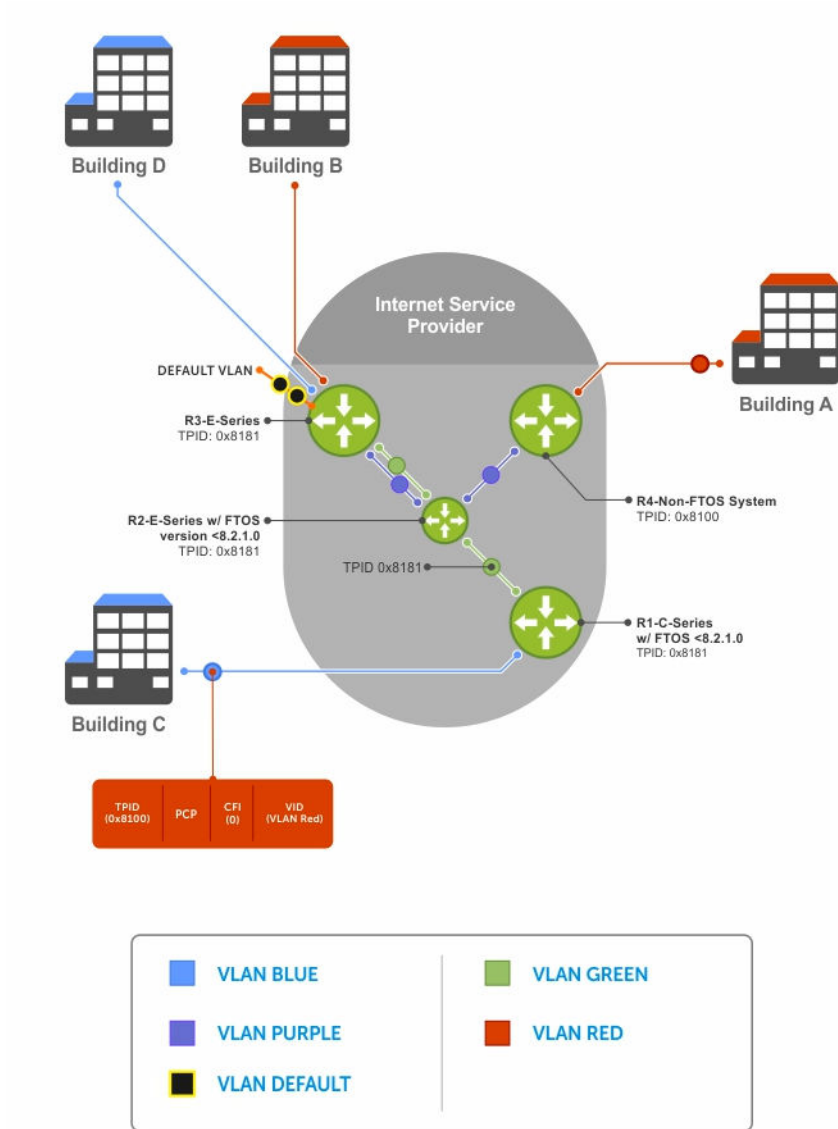 Building D
Building B
Internet Service
Provider
DEFAULT VLAN
Building A
R3-E-Series
TPID: 0x8181
R4-Non-FTOS System
TPID: 0x8100
R2-E-Series w/ FTOS
version <8.2.1.0
TPID: 0x8181
TPID 0x8181
R1-C-Series
w/ FTOS <8.2.1.0
TPID: 0x8181
Building C
TPID
(0x8100)
PCP
CFI
(0)
VID
(VLAN Red)
VLAN BLUE
VLAN GREEN
VLAN PURPLE
VLAN RED
VLAN DEFAULT